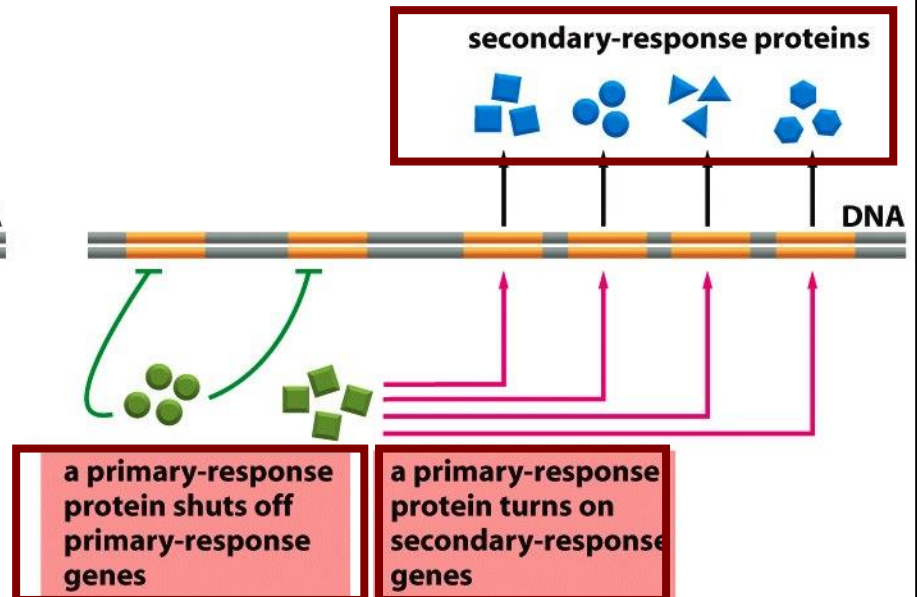 secondary-response proteins
DNA
a primary-response
protein shuts off
primary-response
genes
a primary-response
protein turns on
secondary-response
genes